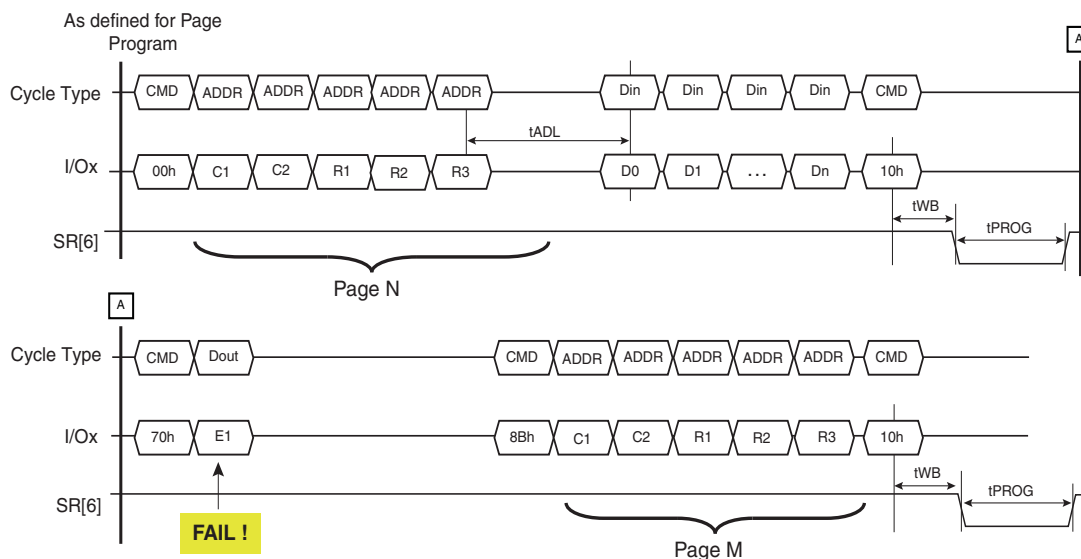 As defined for Page
Program
A
Cycle Type CMD ADDR ADDR ADDR ADDR ADDR Din Din Din Din CMD
tADL
I/Ox 00h C1 C2 R1 R2 R3 D0 D1 ... Dn 10h
tWB tPROG
SR[6]
Page N
A
Cycle Type CMD Dout CMD ADDR ADDR ADDR ADDR ADDR CMD
I/Ox 70h E1 8Bh C1 C2 R1 R2 R3 10h
tWB tPROG
SR[6]
FAIL !
Page M